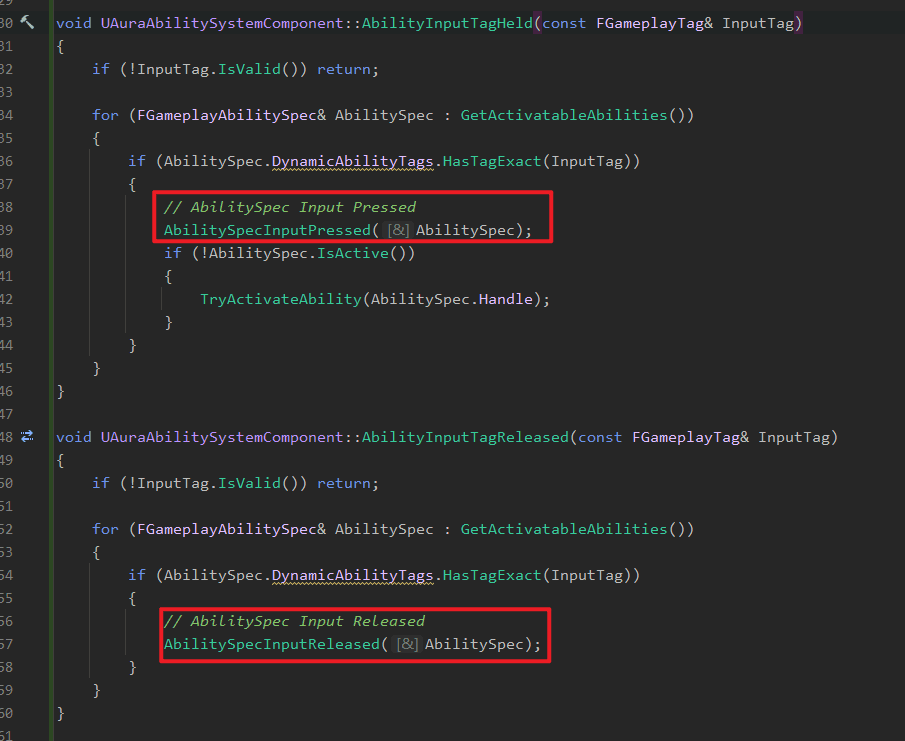 30 void UAuraAbilitySystemComponent::AbilityInputTagHeld(const FGameplayTag& InputTag)
31 {
32 if (!InputTag.IsValid()) return;
33
34 for (FGameplayAbilitySpec& AbilitySpec : GetActivatableAbilities())
35 {
36 if (AbilitySpec.DynamicAbilityTags.HasTagExact(InputTag))
37 {
38 // AbilitySpec Input Pressed
39 AbilitySpecInputPressed([&]AbilitySpec);
40 if (!AbilitySpec.IsActive())
41 {
42 TryActivateAbility(AbilitySpec.Handle);
43 }
44 }
45 }
46 }
47
48 void UAuraAbilitySystemComponent::AbilityInputTagReleased(const FGameplayTag& InputTag)
49 {
50 if (!InputTag.IsValid()) return;
51
52 for (FGameplayAbilitySpec& AbilitySpec : GetActivatableAbilities())
53 {
54 if (AbilitySpec.DynamicAbilityTags.HasTagExact(InputTag))
55 {
56 // AbilitySpec Input Released
57 AbilitySpecInputReleased([&]AbilitySpec);
58 }
59 }
60 }
61